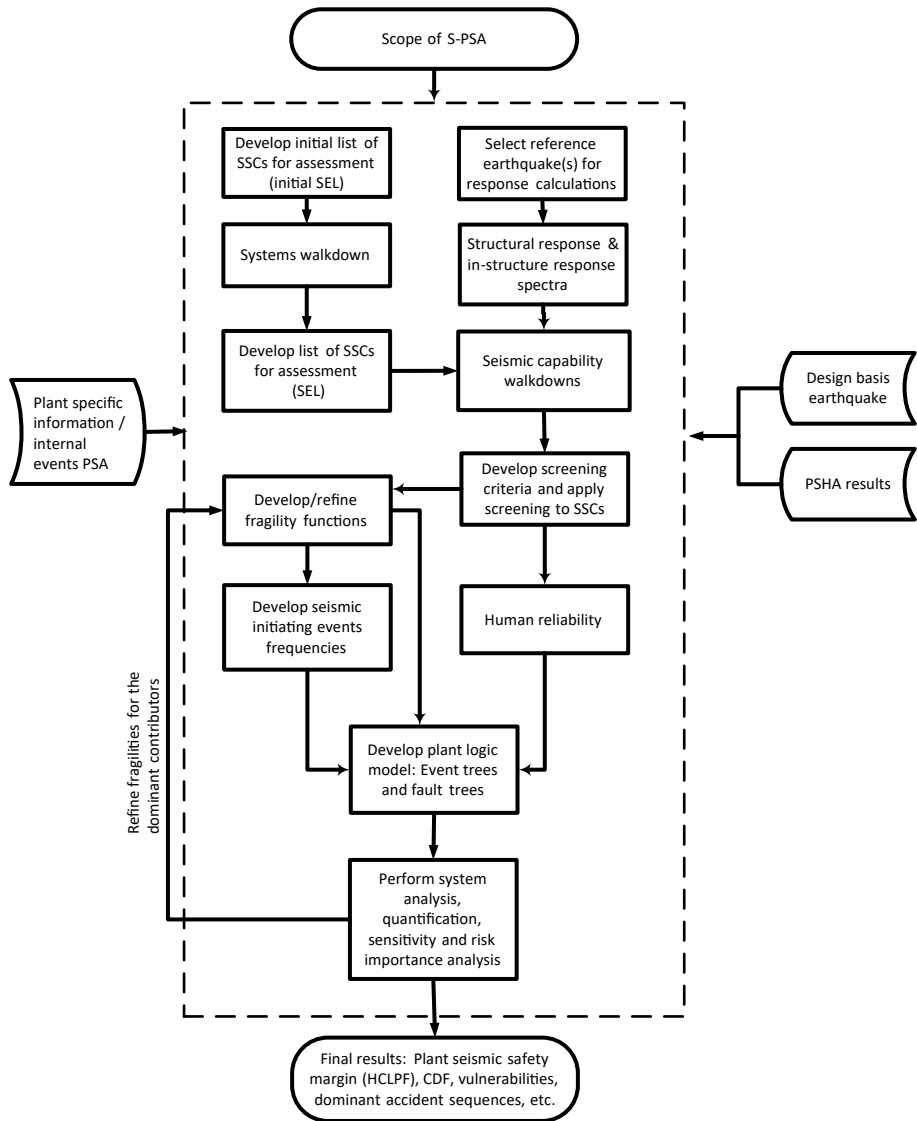 Scope of S-PSA
Develop initial list of
SSCs for assessment
(initial SEL)
Select reference
earthquake(s) for
response calculations
Systems walkdown
Structural response &
in-structure response
spectra
Develop list of SSCs
for assessment
(SEL)
Seismic capability
walkdowns
Plant specific
information /
internal
events PSA
Design basis
earthquake
PSHA results
Develop/refine
fragility functions
Develop screening
criteria and apply
screening to SSCs
Develop seismic
initiating events
frequencies
Human reliability
Refine fragilities for the
dominant contributors
Develop plant logic
model: Event trees
and fault trees
Perform system
analysis,
quantification,
sensitivity and risk
importance analysis
Final results: Plant seismic safety
margin (HCLPF), CDF, vulnerabilities,
dominant accident sequences, etc.